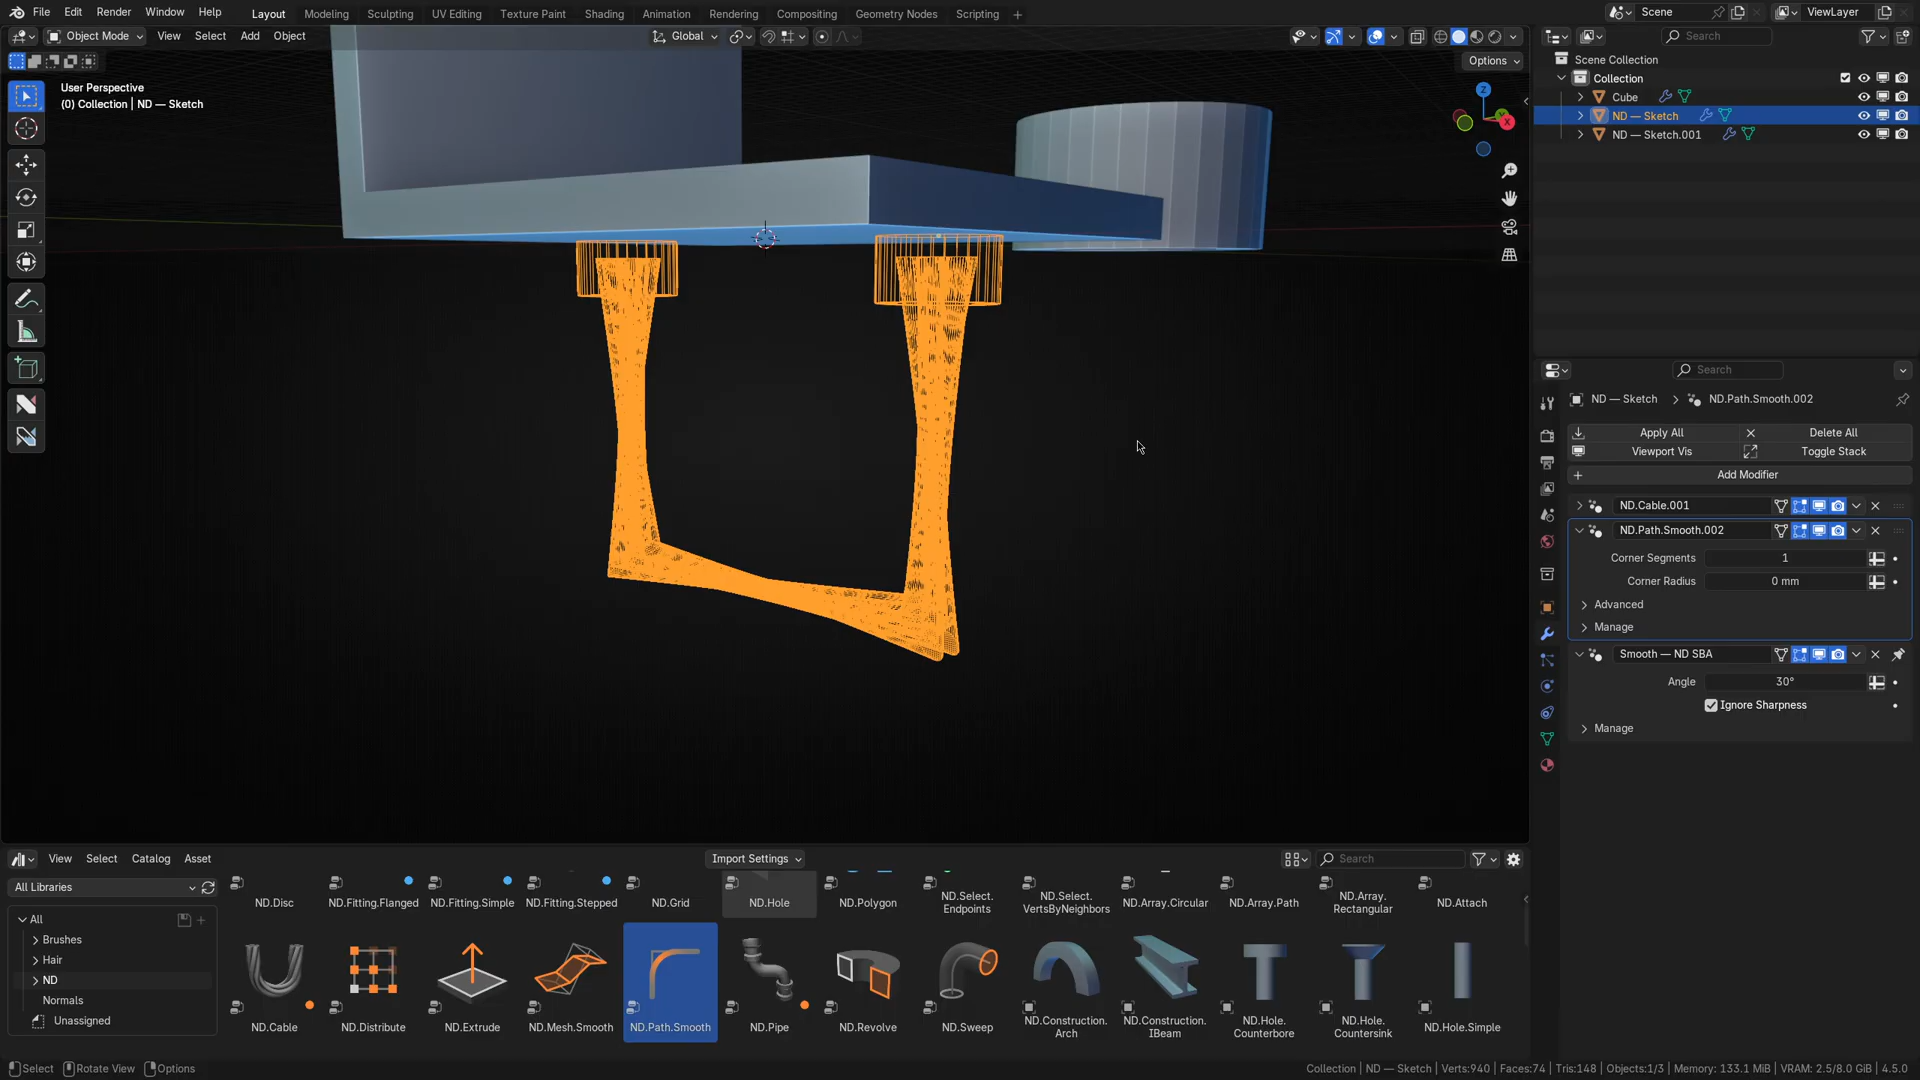 File Edit Render Window Help Layout Modeling Sculpting UV Editing Texture Paint Shading Animation Rendering Compositing Geometry Nodes Scripting Scene ViewLayer
Object Mode View Select Add Object Global Search
Options
User Perspective
(0) Collection | ND — Sketch
Z
X
Scene Collection
Collection
Cube
ND — Sketch
ND — Sketch.001
Search
ND — Sketch ND.Path.Smooth.002
Apply All Delete All
Viewport Vis Toggle Stack
Add Modifier
ND.Cable.001
ND.Path.Smooth.002
Corner Segments 1
Corner Radius 0 mm
Advanced
Manage
Smooth — ND SBA
Angle 30°
Ignore Sharpness
Manage
View Select Catalog Asset Import Settings Search
All Libraries
All
Brushes
Hair
ND
Normals
Unassigned
ND.Disc ND.Fitting.Flanged ND.Fitting.Simple ND.Fitting.Stepped ND.Grid ND.Hole ND.Polygon ND.Select. Endpoints ND.Select. VertsByNeighbors ND.Array.Circular ND.Array.Path ND.Array. Rectangular ND.Attach
ND.Cable ND.Distribute ND.Extrude ND.Mesh.Smooth ND.Path.Smooth ND.Pipe ND.Revolve ND.Sweep ND.Construction. Arch ND.Construction. IBeam ND.Hole. Counterbore ND.Hole. Countersink ND.Hole.Simple
Select Rotate View Options Collection | ND — Sketch | Verts:940 | Faces:74 | Tris:148 | Objects:1/3 | Memory: 133.1 MiB | VRAM: 2.5/8.0 GiB | 4.5.0